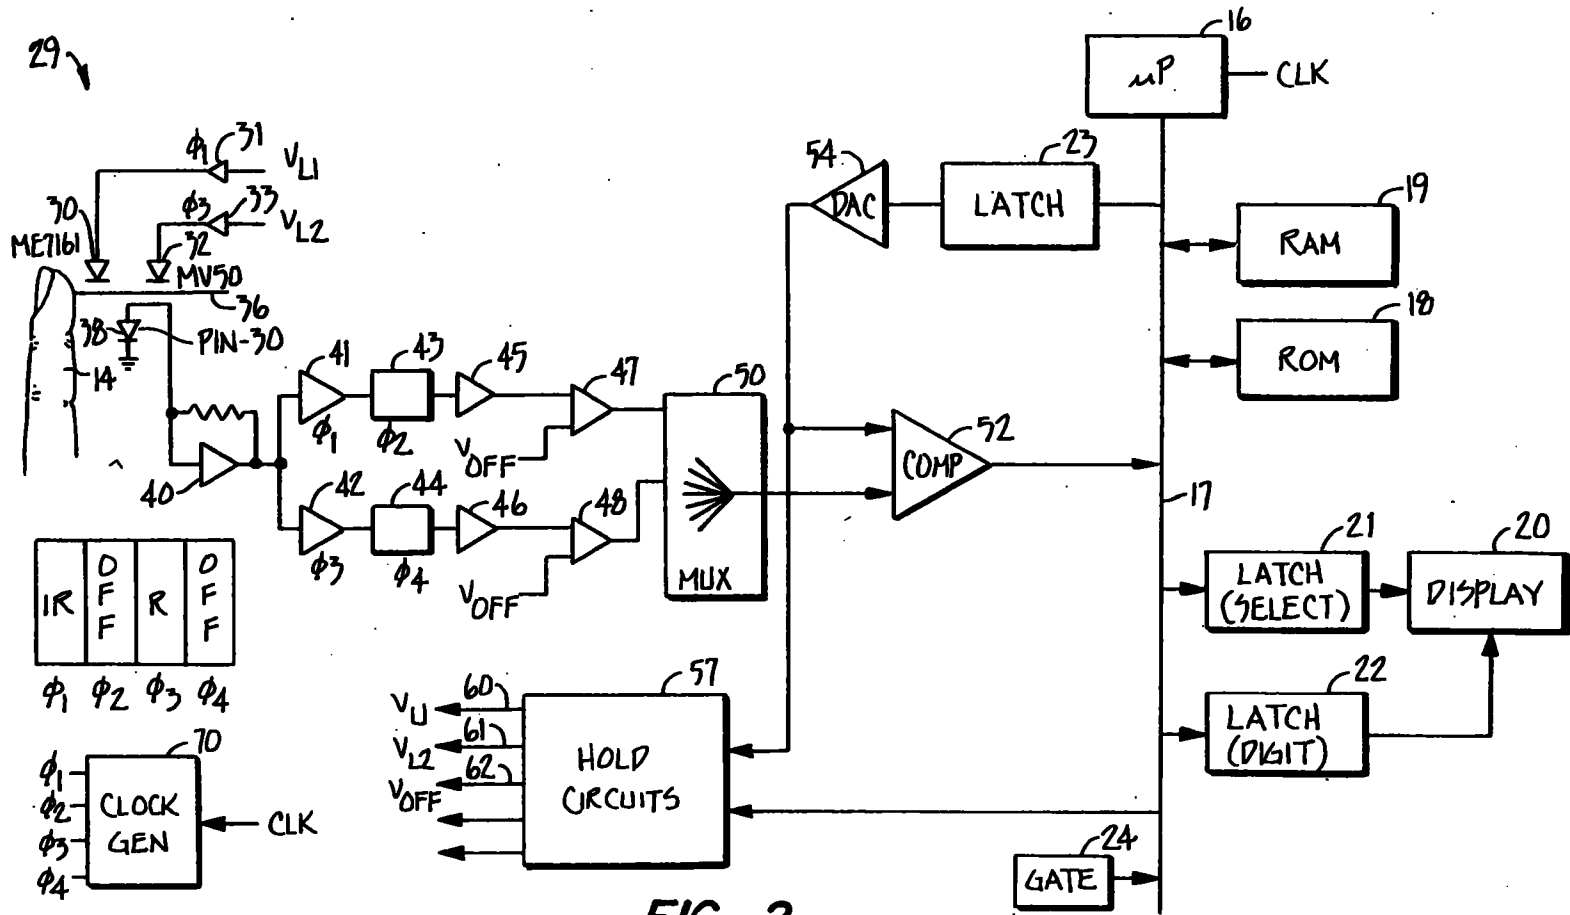 29
16
μP
CLK
ϕ1
31
VL1
ϕ3
33
VL2
30
ME7161
32
MV50
36
38
PIN-30
14
54
DAC
23
LATCH
19
RAM
18
ROM
41
ϕ1
43
ϕ2
45
47
VOFF
50
MUX
52
COMP
40
42
ϕ3
44
ϕ4
46
48
VOFF
17
IR
OFF
R
OFF
ϕ1 ϕ2 ϕ3 ϕ4
21
LATCH
(SELECT)
20
DISPLAY
22
LATCH
(DIGIT)
57
HOLD
CIRCUITS
VL1
60
VL2
61
VOFF
62
70
CLOCK
GEN
ϕ1
ϕ2
ϕ3
ϕ4
CLK
24
GATE